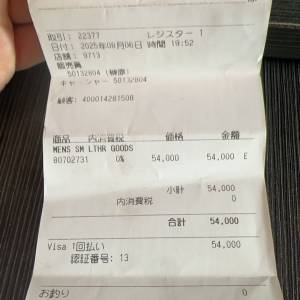 取引: 22377 レジスター 1
日付: 2025年09月06日 時間 19:52
店舗: 9713
販売員
50132804 (榊原)
キャッシャー 50132804
顧客: 400014281508
商品 内消費税 価格 金額
MENS SM LTHR GOODS
80702731 0% 54,000 54,000 E
小計 54,000
内消費税 0
合計 54,000
Visa 1回払い 54,000
認証番号: 13
お釣り 0